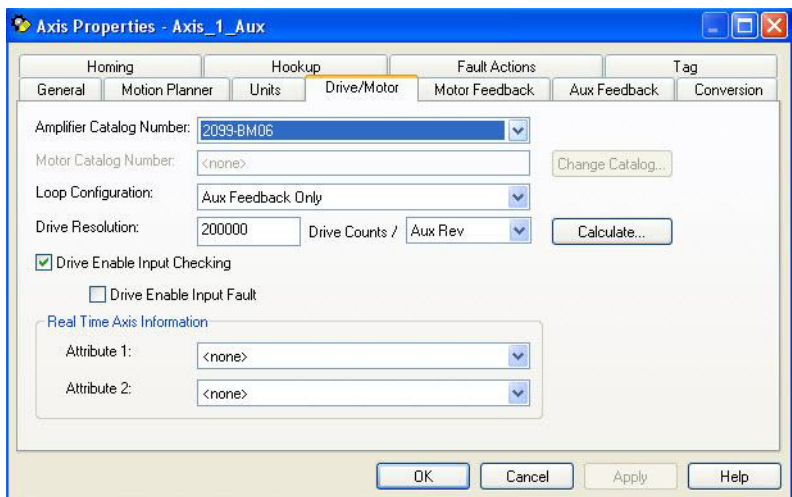 Axis Properties - Axis_1_Aux
Homing Hookup Fault Actions Tag
General Motion Planner Units Drive/Motor Motor Feedback Aux Feedback Conversion
Amplifier Catalog Number: 2099-BM06
Motor Catalog Number: <none> Change Catalog...
Loop Configuration: Aux Feedback Only
Drive Resolution: 200000 Drive Counts / Aux Rev Calculate...
Drive Enable Input Checking
Drive Enable Input Fault
Real Time Axis Information
Attribute 1: <none>
Attribute 2: <none>
OK Cancel Apply Help